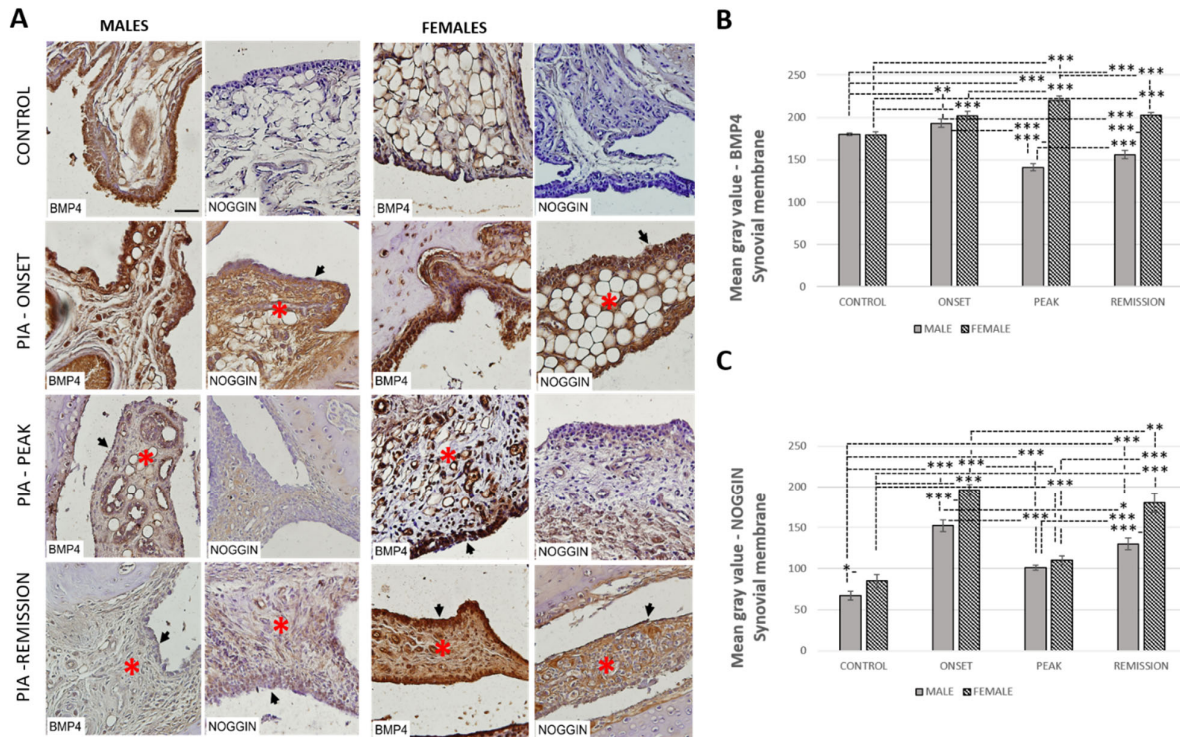 A
MALES
FEMALES
CONTROL
BMP4
NOGGIN
BMP4
NOGGIN
PIA - ONSET
BMP4
NOGGIN
BMP4
NOGGIN
PIA - PEAK
BMP4
NOGGIN
BMP4
NOGGIN
PIA -REMISSION
BMP4
NOGGIN
BMP4
NOGGIN
B
Mean gray value - BMP4
Synovial membrane
250
200
150
100
50
0
CONTROL
ONSET
PEAK
REMISSION
MALE
FEMALE
C
Mean gray value - NOGGIN
Synovial membrane
250
200
150
100
50
0
CONTROL
ONSET
PEAK
REMISSION
MALE
FEMALE